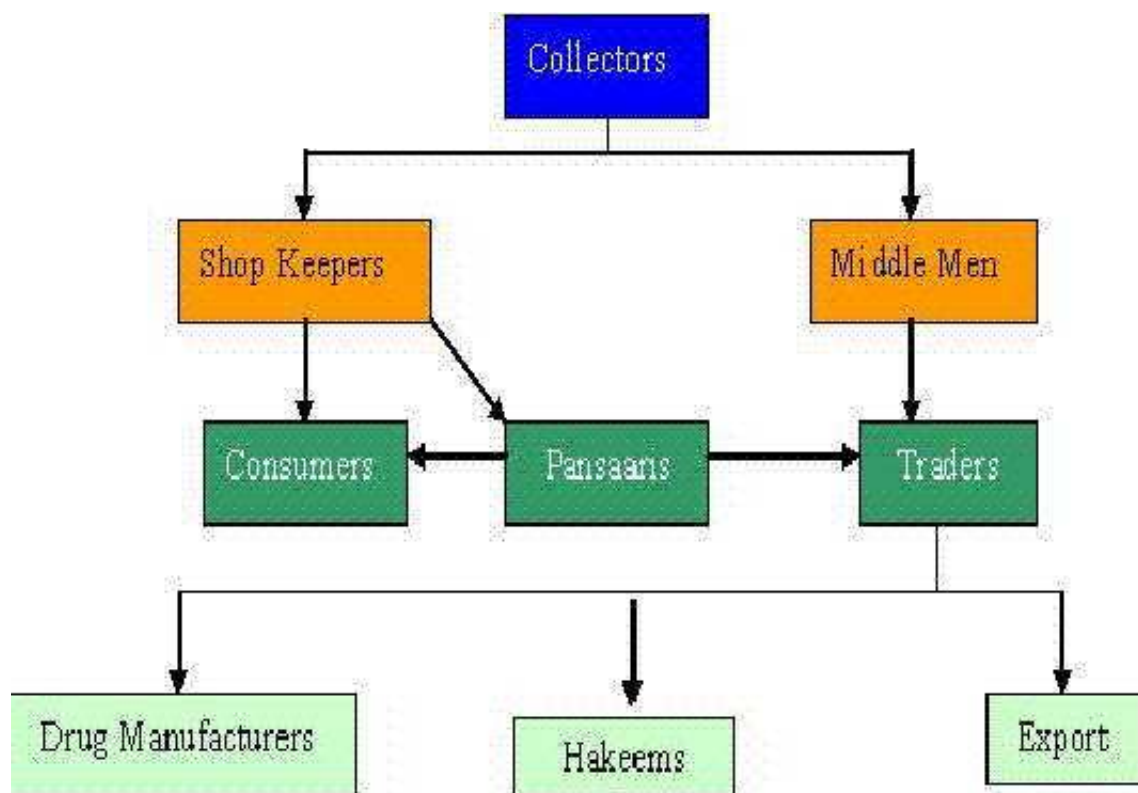 Collectors
Shop Keepers
Middle Men
Consumers
Pansaaris
Traders
Drug Manufacturers
Hakeems
Export